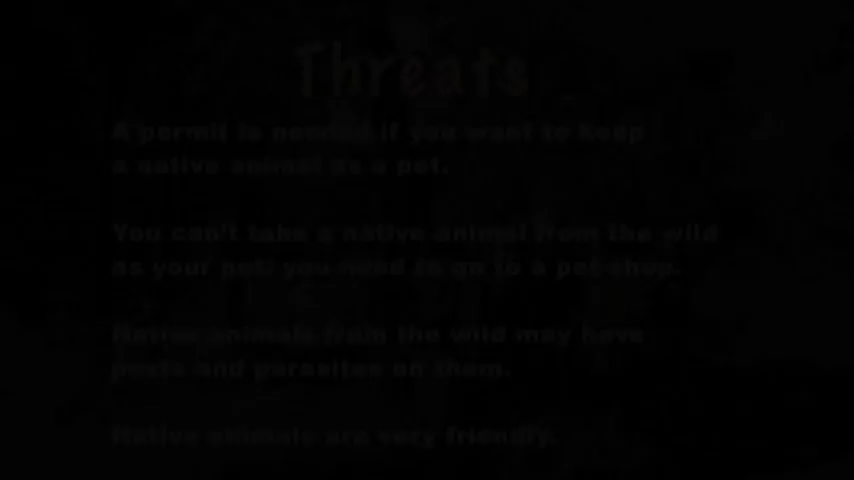 Threats
A permit is needed if you want to keep
a native animal as a pet.
You can't take a native animal from the wild
as your pet; you need to go to a pet shop.
Native animals from the wild may have
pests and parasites on them.
Native animals are very friendly.